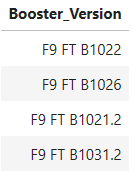 Booster_Version
F9 FT B1022
F9 FT B1026
F9 FT B1021.2
F9 FT B1031.2